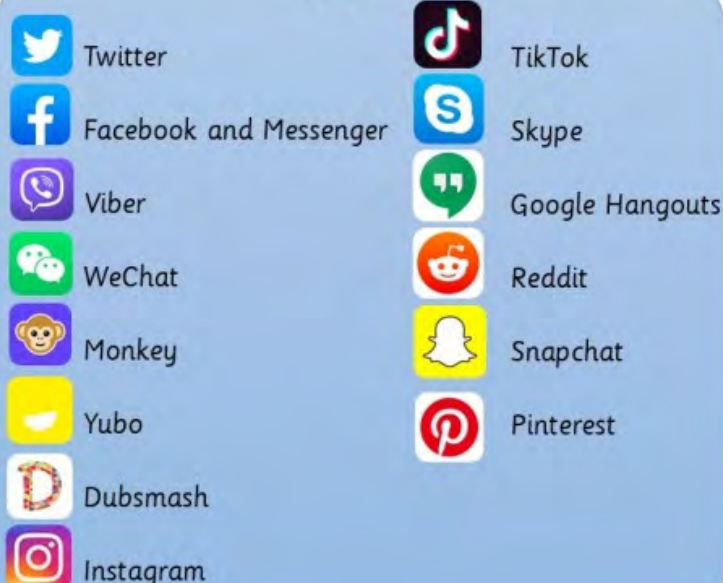 Twitter
Facebook and Messenger
Viber
WeChat
Monkey
Yubo
Dubsmash
Instagram
TikTok
Skype
Google Hangouts
Reddit
Snapchat
Pinterest